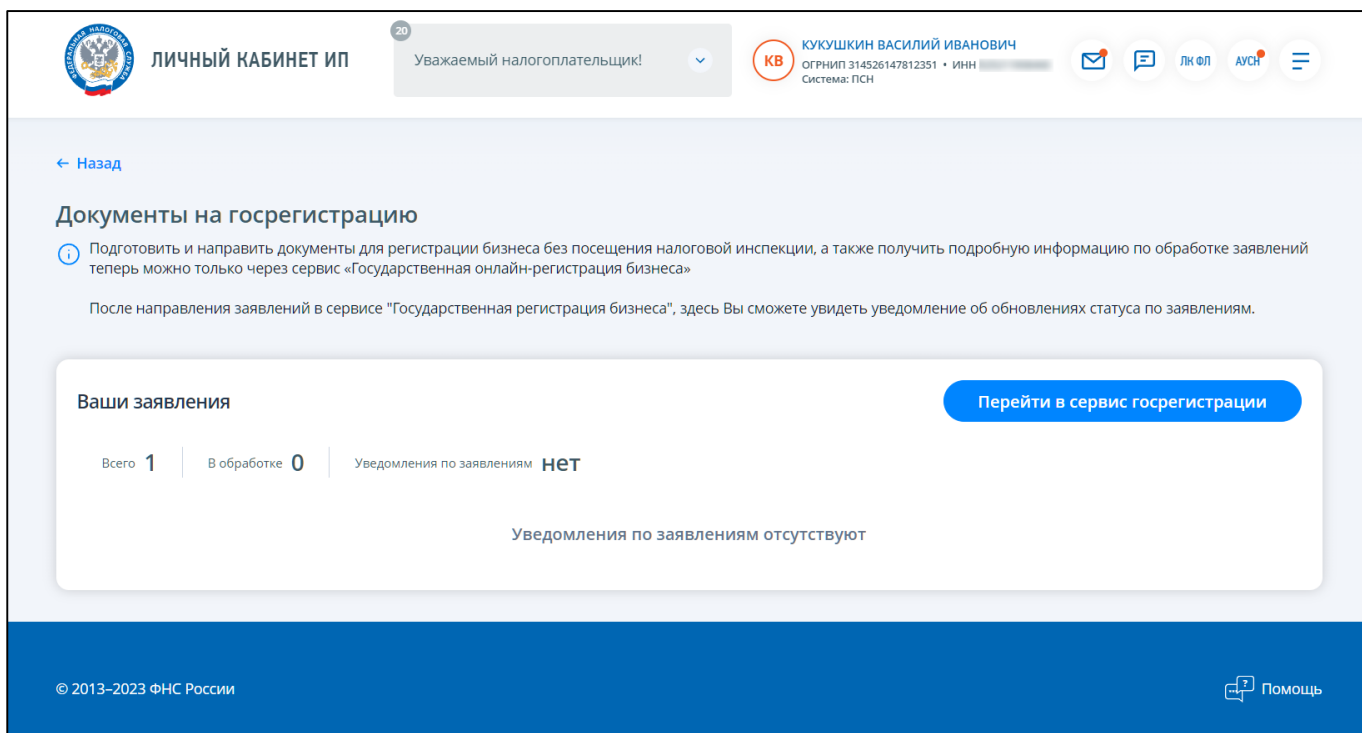 ФЕДЕРАЛЬНАЯ НАЛОГОВАЯ СЛУЖБА
ЛИЧНЫЙ КАБИНЕТ ИП
20
Уважаемый налогоплательщик!
КВ
КУКУШКИН ВАСИЛИЙ ИВАНОВИЧ
ОГРНИП 314526147812351 • ИНН
Система: ПСН
ЛК ФЛ
АУСН
← Назад
Документы на госрегистрацию
Подготовить и направить документы для регистрации бизнеса без посещения налоговой инспекции, а также получить подробную информацию по обработке заявлений
теперь можно только через сервис «Государственная онлайн-регистрация бизнеса»
После направления заявлений в сервисе "Государственная регистрация бизнеса", здесь Вы сможете увидеть уведомление об обновлениях статуса по заявлениям.
Ваши заявления
Перейти в сервис госрегистрации
Всего 1
В обработке 0
Уведомления по заявлениям нет
Уведомления по заявлениям отсутствуют
© 2013–2023 ФНС России
Помощь